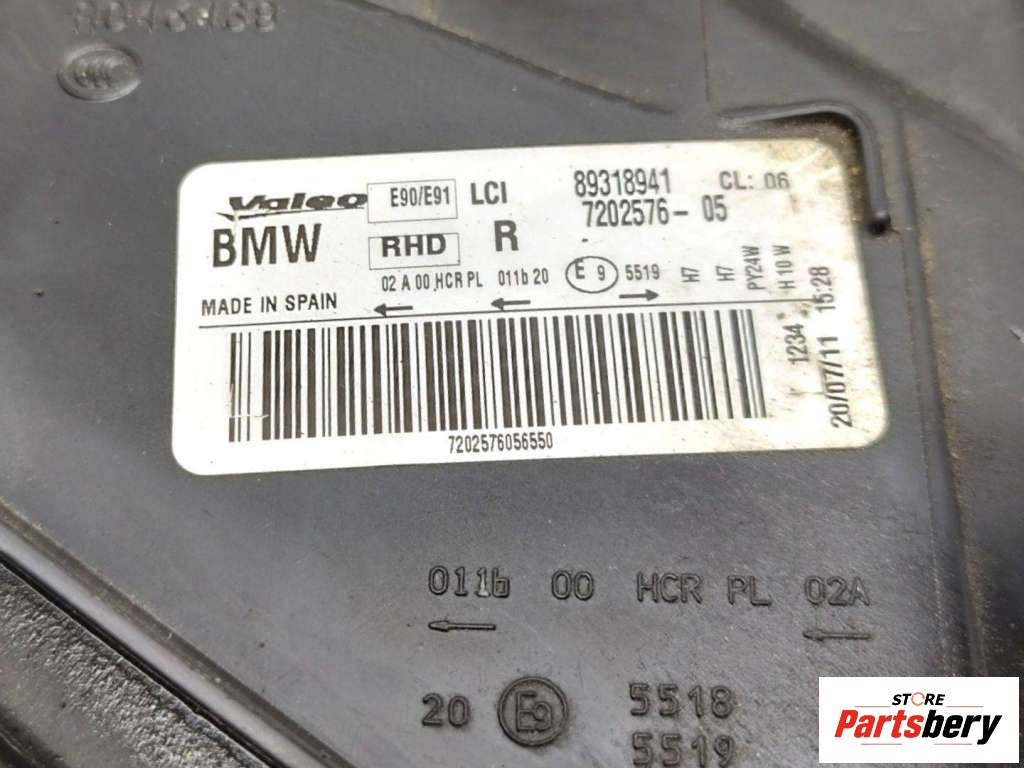 Valeo E90/E91 LCI 89318941 CL: 06
BMW RHD R 7202576-05
02 A 00 HCR PL 011b 20 E 9 5519 H7 H7 PY24W H10W
MADE IN SPAIN
1234
20/07/11 15:28
7202576056550
011b 00 HCR PL 02A
20 E9 5518
5519
STORE
Partsbery